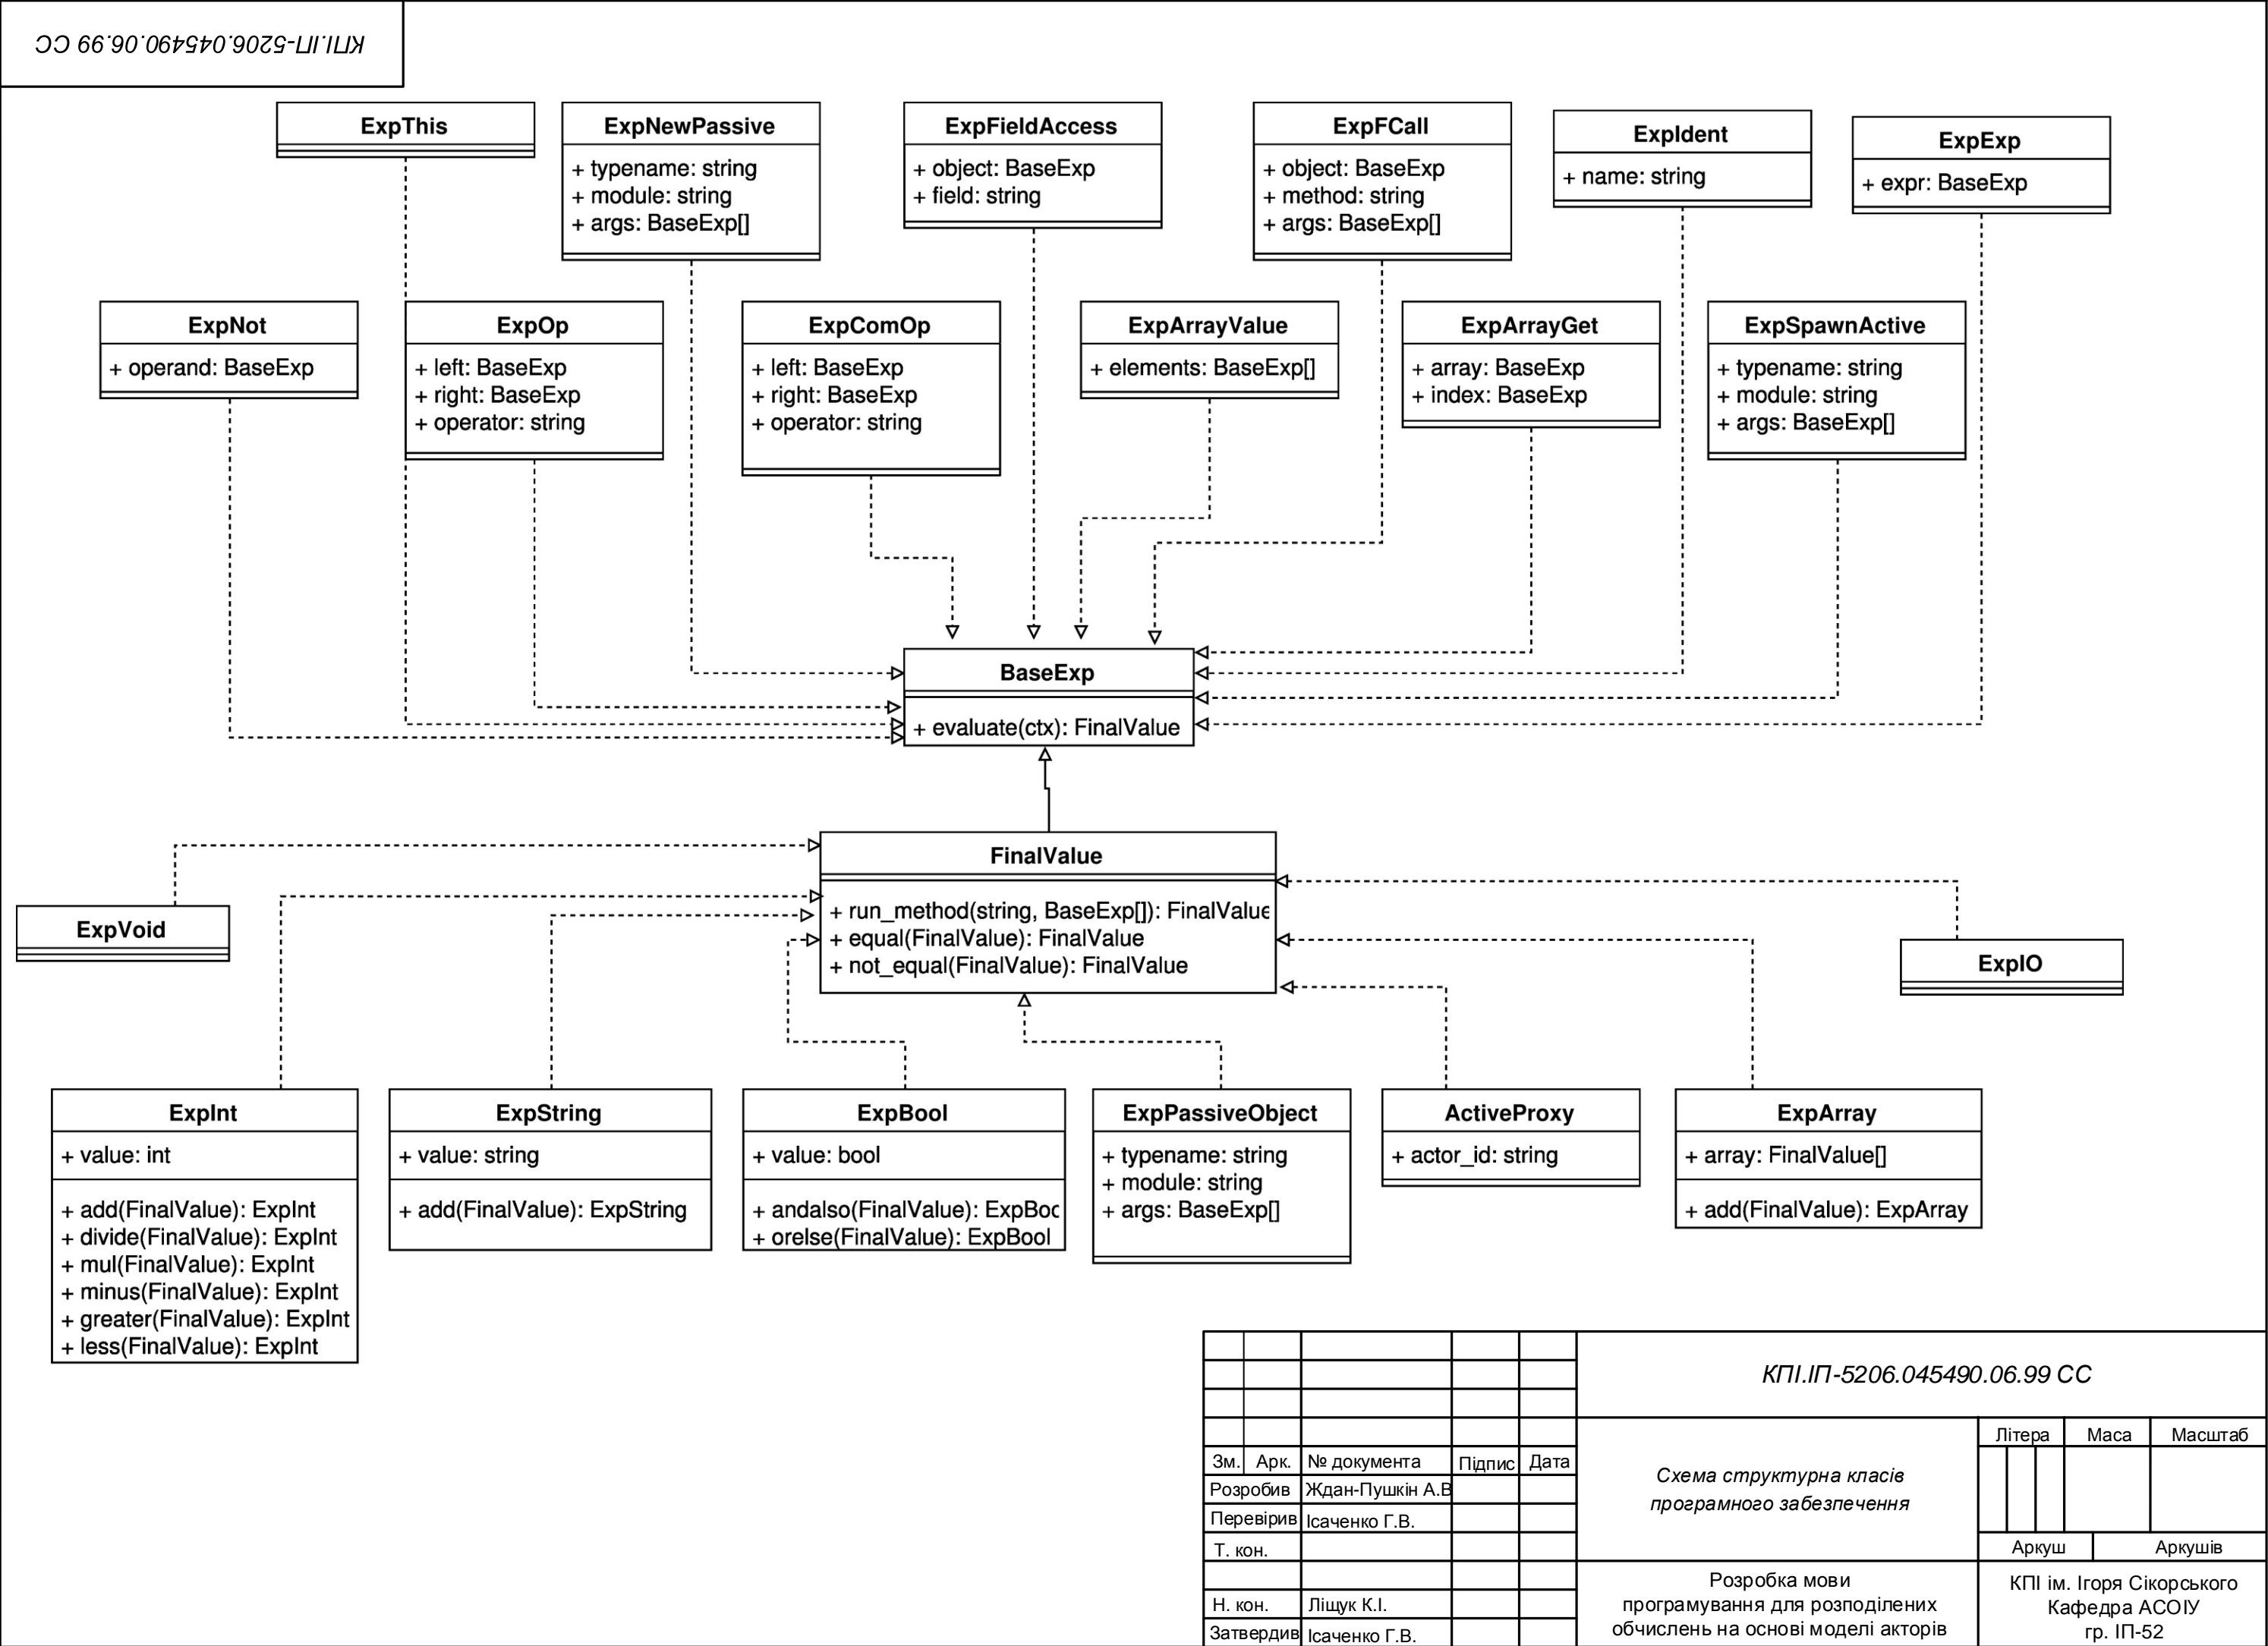 КПІ.ІП-5206.045490.06.99 СС
ExpThis
ExpNewPassive
+ typename: string
+ module: string
+ args: BaseExp[]
ExpFieldAccess
+ object: BaseExp
+ field: string
ExpFCall
+ object: BaseExp
+ method: string
+ args: BaseExp[]
ExpIdent
+ name: string
ExpExp
+ expr: BaseExp
ExpNot
+ operand: BaseExp
ExpOp
+ left: BaseExp
+ right: BaseExp
+ operator: string
ExpComOp
+ left: BaseExp
+ right: BaseExp
+ operator: string
ExpArrayValue
+ elements: BaseExp[]
ExpArrayGet
+ array: BaseExp
+ index: BaseExp
ExpSpawnActive
+ typename: string
+ module: string
+ args: BaseExp[]
BaseExp
+ evaluate(ctx): FinalValue
FinalValue
+ run_method(string, BaseExp[]): FinalValue
+ equal(FinalValue): FinalValue
+ not_equal(FinalValue): FinalValue
ExpVoid
ExpIO
ExpInt
+ value: int
+ add(FinalValue): ExpInt
+ divide(FinalValue): ExpInt
+ mul(FinalValue): ExpInt
+ minus(FinalValue): ExpInt
+ greater(FinalValue): ExpInt
+ less(FinalValue): ExpInt
ExpString
+ value: string
+ add(FinalValue): ExpString
ExpBool
+ value: bool
+ andalso(FinalValue): ExpBoo
+ orelse(FinalValue): ExpBool
ExpPassiveObject
+ typename: string
+ module: string
+ args: BaseExp[]
ActiveProxy
+ actor_id: string
ExpArray
+ array: FinalValue[]
+ add(FinalValue): ExpArray
КПІ.ІП-5206.045490.06.99 СС
Зм. Арк. № документа Підпис Дата
Розробив Ждан-Пушкін А.В
Перевірив Ісаченко Г.В.
Т. кон.
Н. кон. Ліщук К.І.
Затвердив Ісаченко Г.В.
Схема структурна класів
програмного забезпечення
Літера Маса Масштаб
Аркуш Аркушів
Розробка мови
програмування для розподілених
обчислень на основі моделі акторів
КПІ ім. Ігоря Сікорського
Кафедра АСОІУ
гр. ІП-52